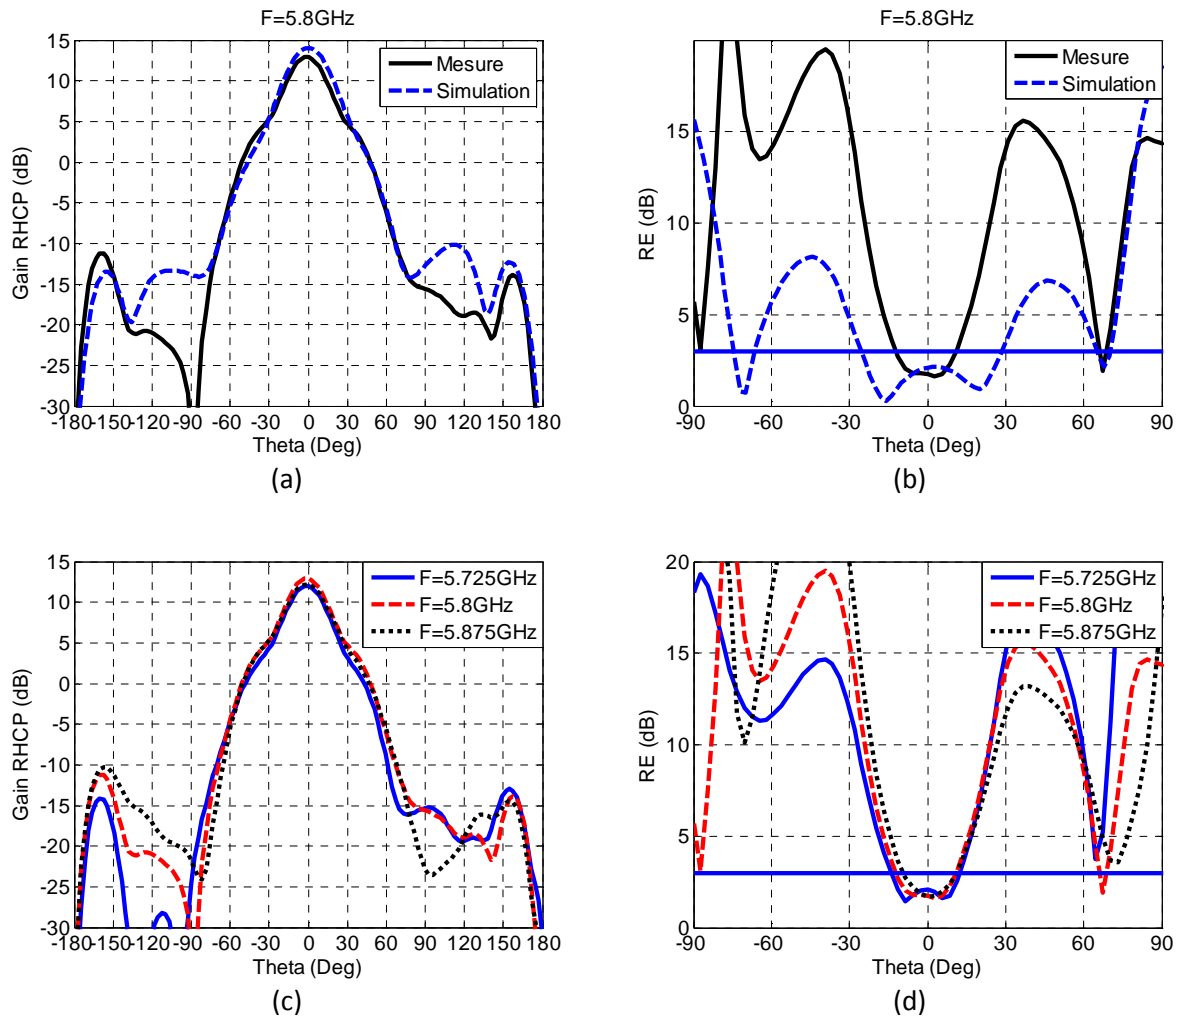 F=5.8GHz
Gain RHCP (dB)
15
10
5
0
-5
-10
-15
-20
-25
-30
Mesure
Simulation
-180 -150 -120 -90 -60 -30 0 30 60 90 120 150 180
Theta (Deg)
(a)
F=5.8GHz
RE (dB)
15
10
5
0
Mesure
Simulation
-90 -60 -30 0 30 60 90
Theta (Deg)
(b)
Gain RHCP (dB)
15
10
5
0
-5
-10
-15
-20
-25
-30
F=5.725GHz
F=5.8GHz
F=5.875GHz
-180 -150 -120 -90 -60 -30 0 30 60 90 120 150 180
Theta (Deg)
(c)
RE (dB)
20
15
10
5
0
F=5.725GHz
F=5.8GHz
F=5.875GHz
-90 -60 -30 0 30 60 90
Theta (Deg)
(d)